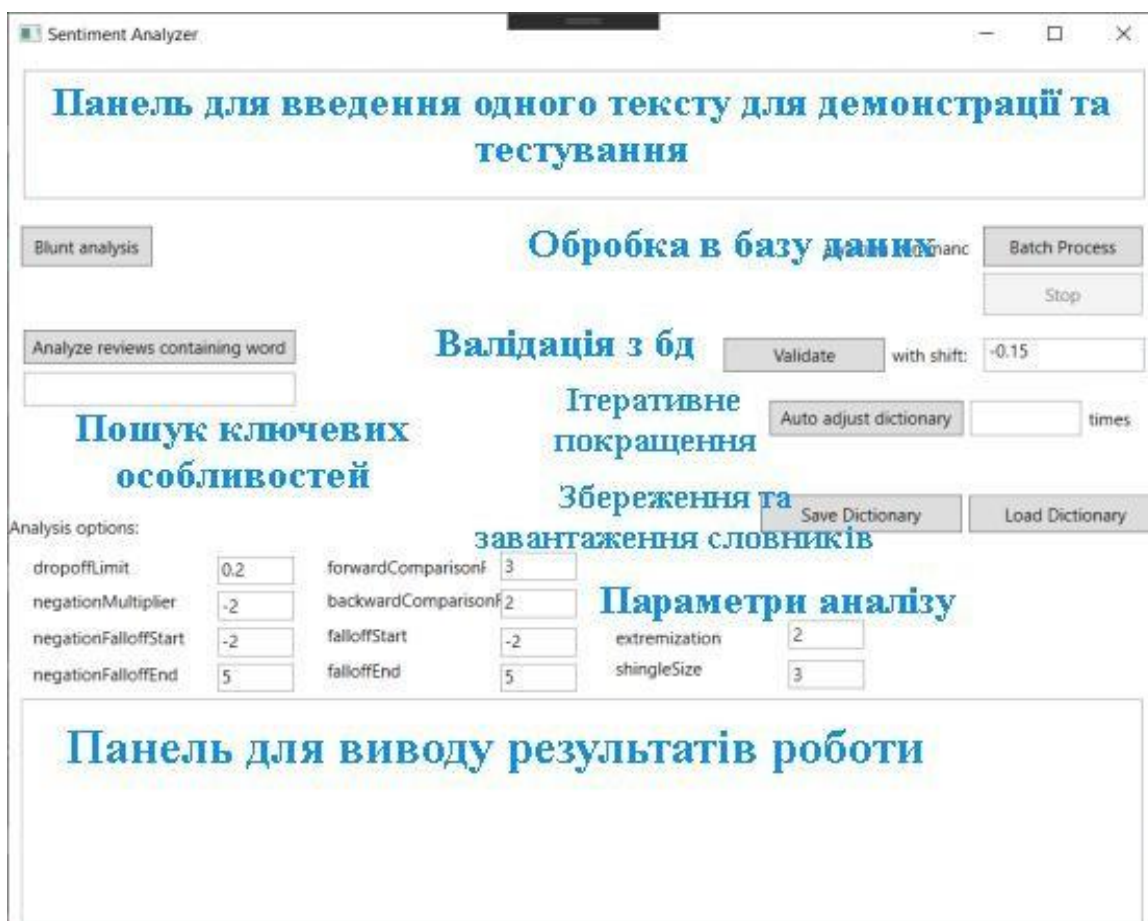 Sentiment Analyzer
Панель для введення одного тексту для демонстрації та
тестування
Blunt analysis
Обробка в базу даних
Batch Process
Stop
Analyze reviews containing word
Валідація з бд
Validate
with shift:
-0.15
Ітеративне
покращення
Auto adjust dictionary
times
Пошук ключевих
особливостей
Збереження та
завантаження словників
Save Dictionary
Load Dictionary
Analysis options:
dropoffLimit
0.2
forwardComparison
3
negationMultiplier
-2
backwardComparison
2
Параметри аналізу
negationFalloffStart
-2
falloffStart
-2
extremization
2
negationFalloffEnd
5
falloffEnd
5
shingleSize
3
Панель для виводу результатів роботи